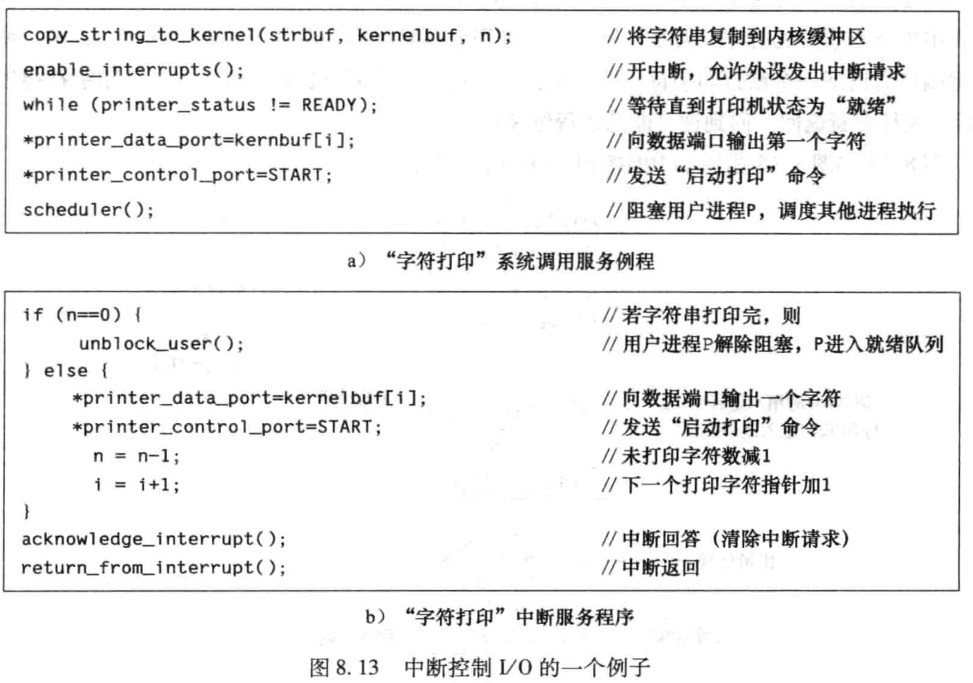 copy_string_to_kernel(strbuf, kernelbuf, n); //将字符串复制到内核缓冲区
enable_interrupts(); //开中断，允许外设发出中断请求
while (printer_status != READY); //等待直到打印机状态为“就绪”
*printer_data_port=kernbuf[i]; //向数据端口输出第一个字符
*printer_control_port=START; //发送“启动打印”命令
scheduler(); //阻塞用户进程P，调度其他进程执行
a）“字符打印”系统调用服务例程
if (n==0) { //若字符串打印完，则
unblock_user(); //用户进程P解除阻塞，P进入就绪队列
} else {
*printer_data_port=kernelbuf[i]; //向数据端口输出一个字符
*printer_control_port=START; //发送“启动打印”命令
n = n-1; //未打印字符数减1
i = i+1; //下一个打印字符指针加1
}
acknowledge_interrupt(); //中断回答（清除中断请求）
return_from_interrupt(); //中断返回
b）“字符打印”中断服务程序
图 8.13 中断控制 I/O 的一个例子